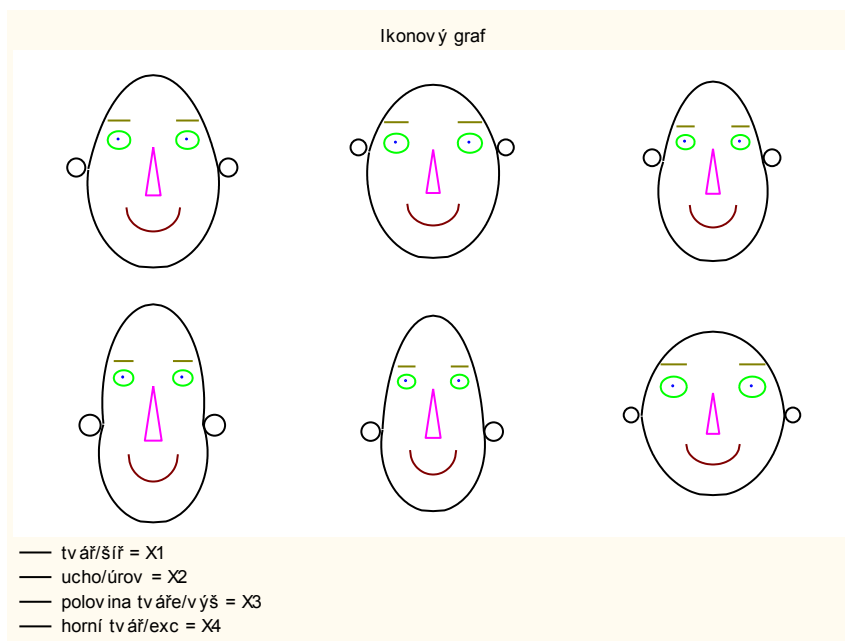 Ikonový graf
tvář/šíř = X1
ucho/úrov = X2
polovina tváře/výš = X3
horní tvář/exc = X4